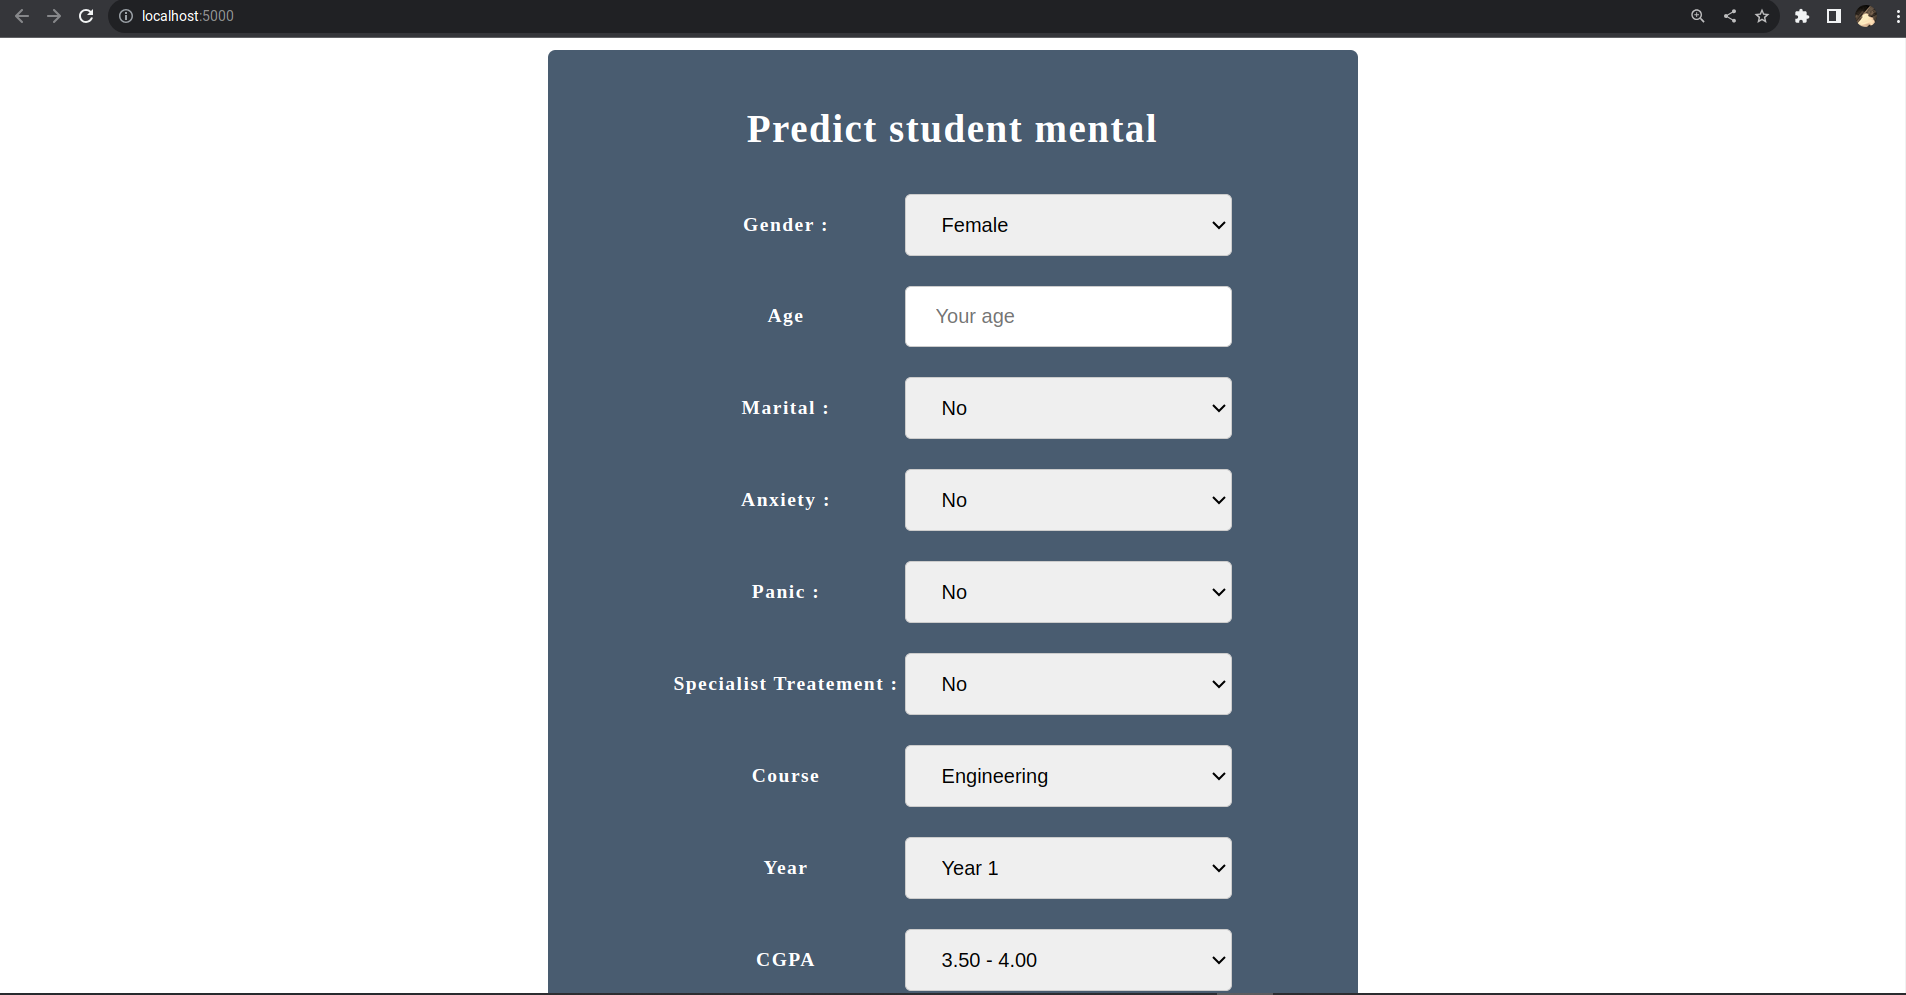 localhost:5000
Predict student mental
Gender : Female
Age Your age
Marital : No
Anxiety : No
Panic : No
Specialist Treatement : No
Course Engineering
Year Year 1
CGPA 3.50 - 4.00